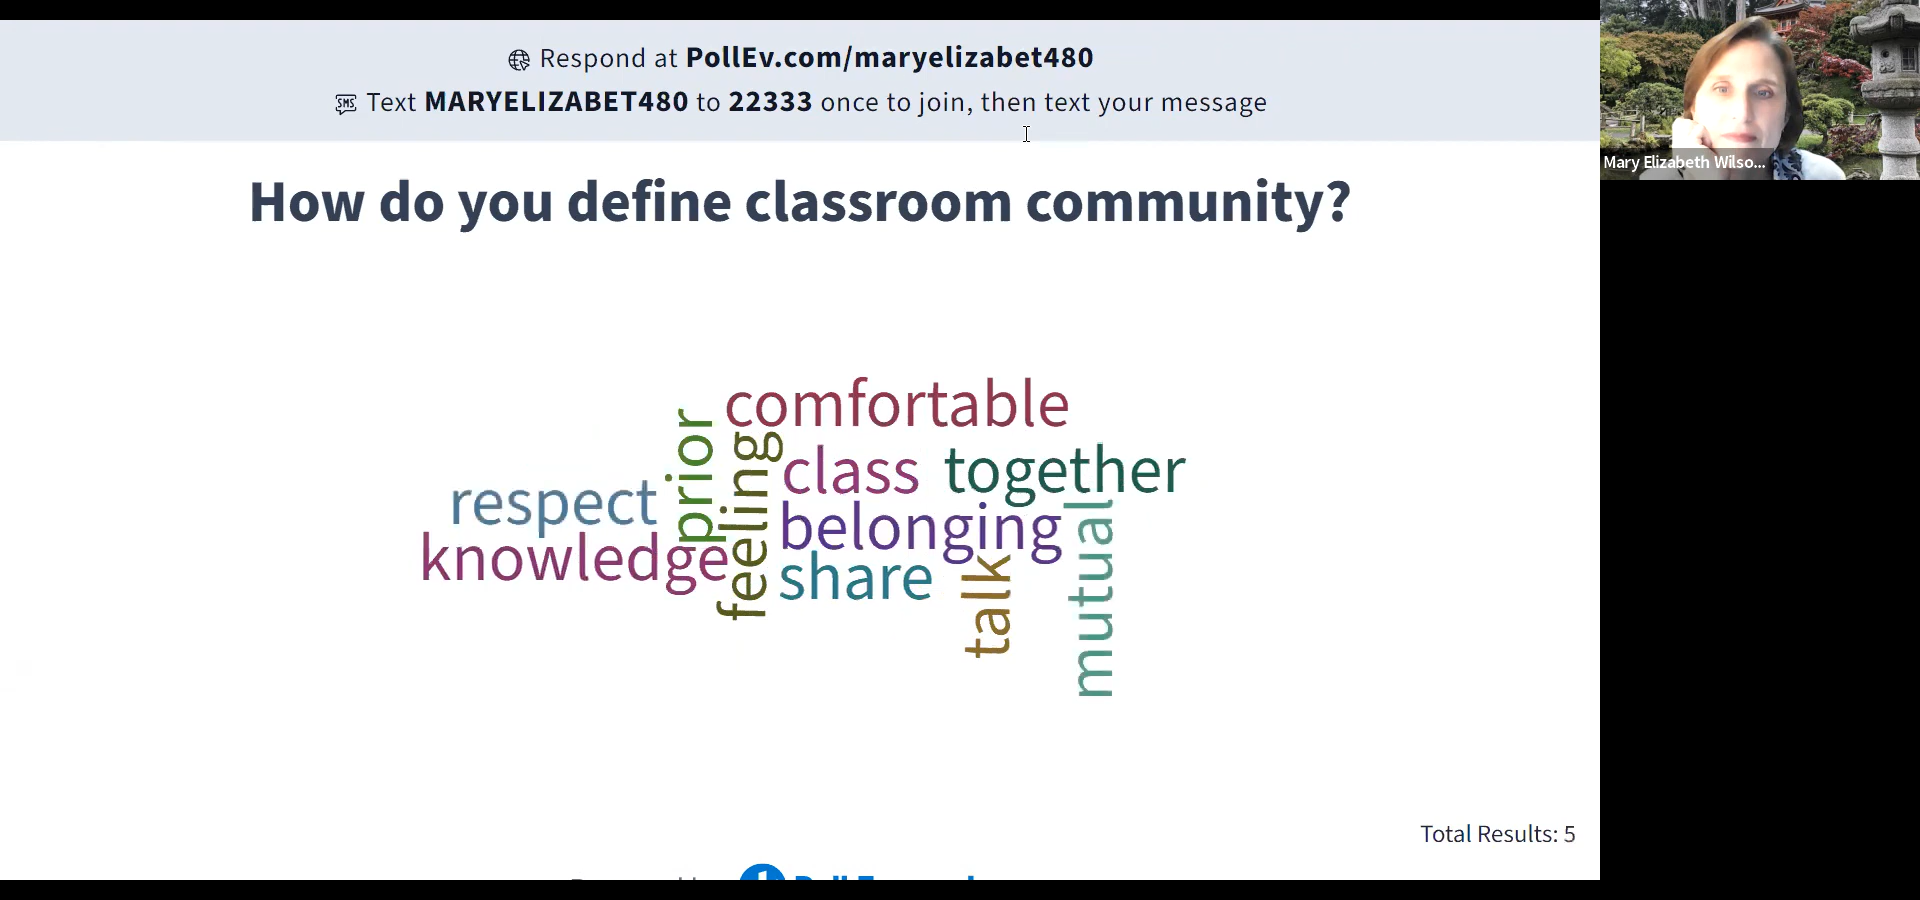 Respond at PollEv.com/maryelizabet480
Text MARYELIZABET480 to 22333 once to join, then text your message
Mary Elizabeth Wilso...
How do you define classroom community?
comfortable
prior
feeling
class
together
respect
belonging
mutual
knowledge
share
talk
Total Results: 5